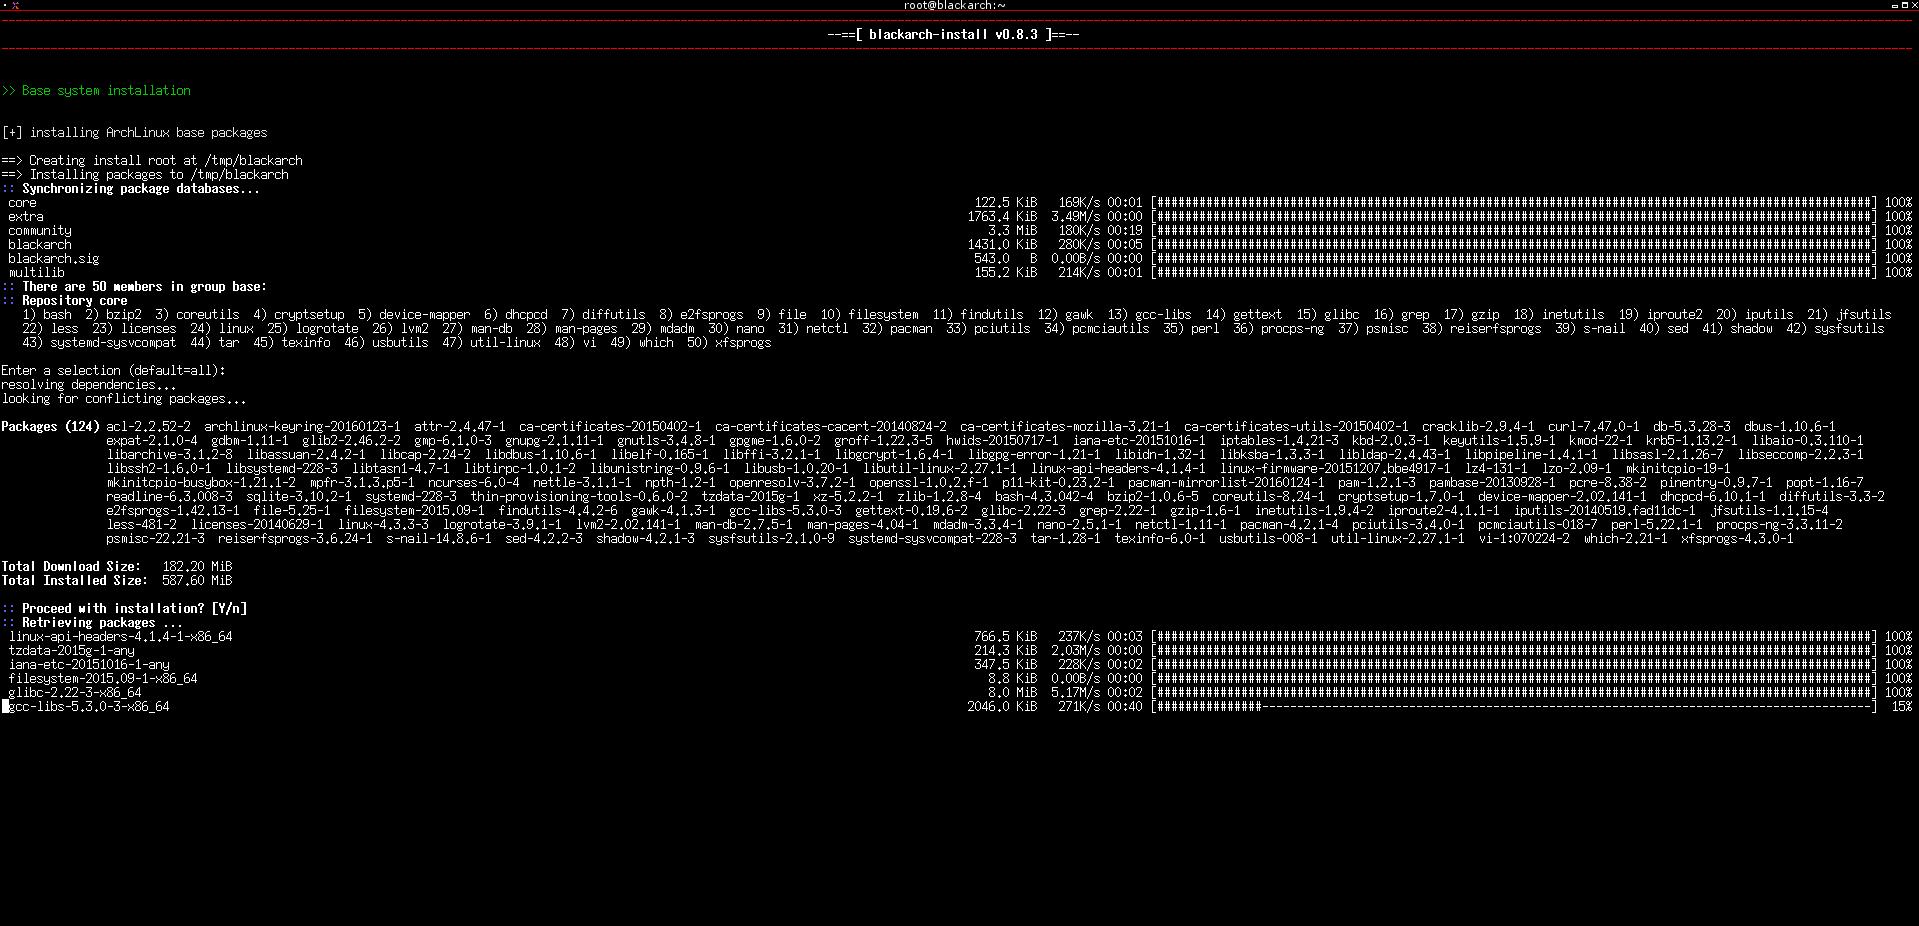 root@blackarch:~
--==[ blackarch-install v0.8.3 ]==--
>> Base system installation
[+] installing ArchLinux base packages
==> Creating install root at /tmp/blackarch
==> Installing packages to /tmp/blackarch
:: Synchronizing package databases...
core 122.5 KiB 169K/s 00:01 [######################################################################################################] 100%
extra 1763.4 KiB 3.49M/s 00:00 [######################################################################################################] 100%
community 3.3 MiB 180K/s 00:19 [######################################################################################################] 100%
blackarch 1431.0 KiB 280K/s 00:05 [######################################################################################################] 100%
blackarch.sig 543.0 B 0.00B/s 00:00 [######################################################################################################] 100%
multilib 155.2 KiB 214K/s 00:01 [######################################################################################################] 100%
:: There are 50 members in group base:
:: Repository core
1) bash 2) bzip2 3) coreutils 4) cryptsetup 5) device-mapper 6) dhcpcd 7) diffutils 8) e2fsprogs 9) file 10) filesystem 11) findutils 12) gawk 13) gcc-libs 14) gettext 15) glibc 16) grep 17) gzip 18) inetutils 19) iproute2 20) iputils 21) jfsutils
22) less 23) licenses 24) linux 25) logrotate 26) lvm2 27) man-db 28) man-pages 29) mdadm 30) nano 31) netctl 32) pacman 33) pciutils 34) pcmciautils 35) perl 36) procps-ng 37) psmisc 38) reiserfsprogs 39) s-nail 40) sed 41) shadow 42) sysfsutils
43) systemd-sysvcompat 44) tar 45) texinfo 46) usbutils 47) util-linux 48) vi 49) which 50) xfsprogs
Enter a selection (default=all):
resolving dependencies...
looking for conflicting packages...
Packages (124) acl-2.2.52-2 archlinux-keyring-20160123-1 attr-2.4.47-1 ca-certificates-20150402-1 ca-certificates-cacert-20140824-2 ca-certificates-mozilla-3.21-1 ca-certificates-utils-20150402-1 cracklib-2.9.4-1 curl-7.47.0-1 db-5.3.28-3 dbus-1.10.6-1
expat-2.1.0-4 gdbm-1.11-1 glib2-2.46.2-2 gmp-6.1.0-3 gnupg-2.1.11-1 gnutls-3.4.8-1 gpgme-1.6.0-2 groff-1.22.3-5 hwids-20150717-1 iana-etc-20151016-1 iptables-1.4.21-3 kbd-2.0.3-1 keyutils-1.5.9-1 kmod-22-1 krb5-1.13.2-1 libaio-0.3.110-1
libarchive-3.1.2-8 libassuan-2.4.2-1 libcap-2.24-2 libdbus-1.10.6-1 libelf-0.165-1 libffi-3.2.1-1 libgcrypt-1.6.4-1 libgpg-error-1.21-1 libidn-1.32-1 libksba-1.3.3-1 libldap-2.4.43-1 libpipeline-1.4.1-1 libsasl-2.1.26-7 libseccomp-2.2.3-1
libssh2-1.6.0-1 libsystemd-228-3 libtasn1-4.7-1 libtirpc-1.0.1-2 libunistring-0.9.6-1 libusb-1.0.20-1 libutil-linux-2.27.1-1 linux-api-headers-4.1.4-1 linux-firmware-20151207.bbe4917-1 lz4-131-1 lzo-2.09-1 mkinitcpio-19-1
mkinitcpio-busybox-1.21.1-2 mpfr-3.1.3.p5-1 ncurses-6.0-4 nettle-3.1.1-1 npth-1.2-1 openresolv-3.7.2-1 openssl-1.0.2.f-1 p11-kit-0.23.2-1 pacman-mirrorlist-20160124-1 pam-1.2.1-3 pambase-20130928-1 pcre-8.38-2 pinentry-0.9.7-1 popt-1.16-7
readline-6.3.008-3 sqlite-3.10.2-1 systemd-228-3 thin-provisioning-tools-0.6.0-2 tzdata-2015g-1 xz-5.2.2-1 zlib-1.2.8-4 bash-4.3.042-4 bzip2-1.0.6-5 coreutils-8.24-1 cryptsetup-1.7.0-1 device-mapper-2.02.141-1 dhcpcd-6.10.1-1 diffutils-3.3-2
e2fsprogs-1.42.13-1 file-5.25-1 filesystem-2015.09-1 findutils-4.4.2-6 gawk-4.1.3-1 gcc-libs-5.3.0-3 gettext-0.19.6-2 glibc-2.22-3 grep-2.22-1 gzip-1.6-1 inetutils-1.9.4-2 iproute2-4.1.1-1 iputils-20140519.fad11dc-1 jfsutils-1.1.15-4
less-481-2 licenses-20140629-1 linux-4.3.3-3 logrotate-3.9.1-1 lvm2-2.02.141-1 man-db-2.7.5-1 man-pages-4.04-1 mdadm-3.3.4-1 nano-2.5.1-1 netctl-1.11-1 pacman-4.2.1-4 pciutils-3.4.0-1 pcmciautils-018-7 perl-5.22.1-1 procps-ng-3.3.11-2
psmisc-22.21-3 reiserfsprogs-3.6.24-1 s-nail-14.8.6-1 sed-4.2.2-3 shadow-4.2.1-3 sysfsutils-2.1.0-9 systemd-sysvcompat-228-3 tar-1.28-1 texinfo-6.0-1 usbutils-008-1 util-linux-2.27.1-1 vi-1:070224-2 which-2.21-1 xfsprogs-4.3.0-1
Total Download Size: 182.20 MiB
Total Installed Size: 587.60 MiB
:: Proceed with installation? [Y/n]
:: Retrieving packages ...
linux-api-headers-4.1.4-1-x86_64 766.5 KiB 237K/s 00:03 [######################################################################################################] 100%
tzdata-2015g-1-any 214.3 KiB 2.03M/s 00:00 [######################################################################################################] 100%
iana-etc-20151016-1-any 347.5 KiB 228K/s 00:02 [######################################################################################################] 100%
filesystem-2015.09-1-x86_64 8.8 KiB 0.00B/s 00:00 [######################################################################################################] 100%
glibc-2.22-3-x86_64 8.0 MiB 5.17M/s 00:02 [######################################################################################################] 100%
gcc-libs-5.3.0-3-x86_64 2046.0 KiB 271K/s 00:40 [###############---------------------------------------------------------------------------------------] 15%